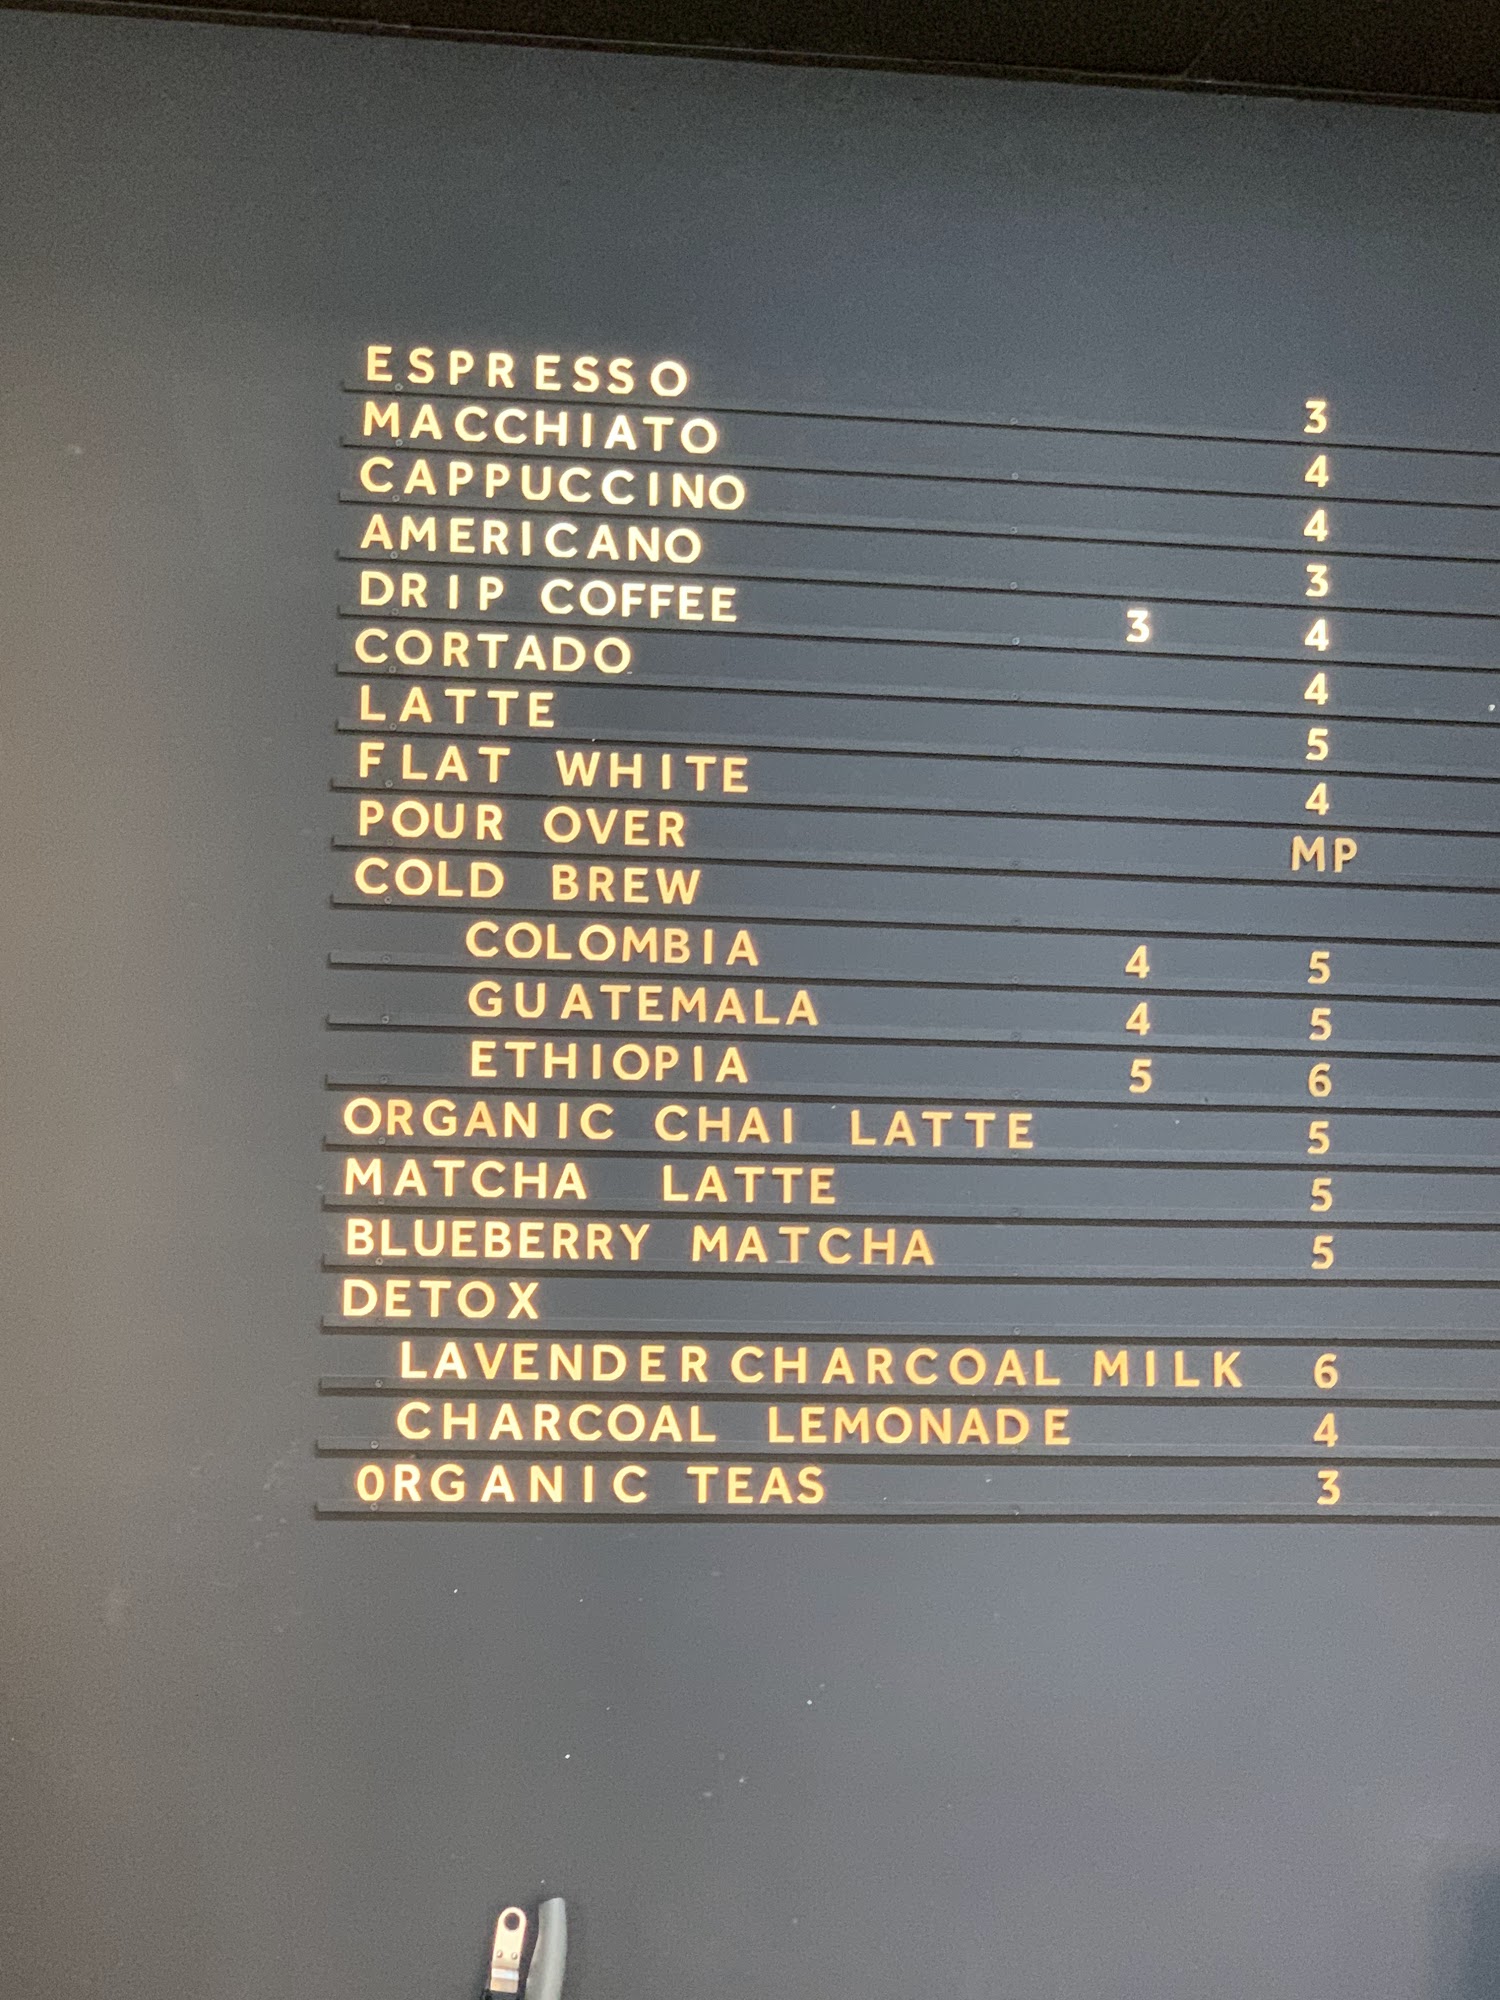 ESPRESSO 3
MACCHIATO 4
CAPPUCCINO 4
AMERICANO 3
DRIP COFFEE 3 4
CORTADO 4
LATTE 5
FLAT WHITE 4
POUR OVER MP
COLD BREW
COLOMBIA 4 5
GUATEMALA 4 5
ETHIOPIA 5 6
ORGANIC CHAI LATTE 5
MATCHA LATTE 5
BLUEBERRY MATCHA 5
DETOX
LAVENDER CHARCOAL MILK 6
CHARCOAL LEMONADE 4
ORGANIC TEAS 3